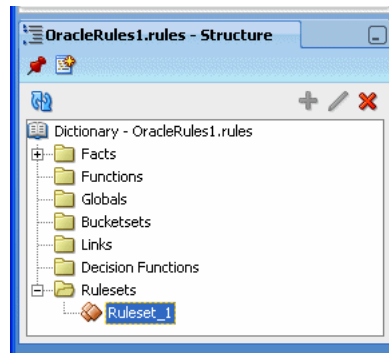 OracleRules1.rules - Structure
Dictionary - OracleRules1.rules
Facts
Functions
Globals
Bucketsets
Links
Decision Functions
Rulesets
Ruleset_1